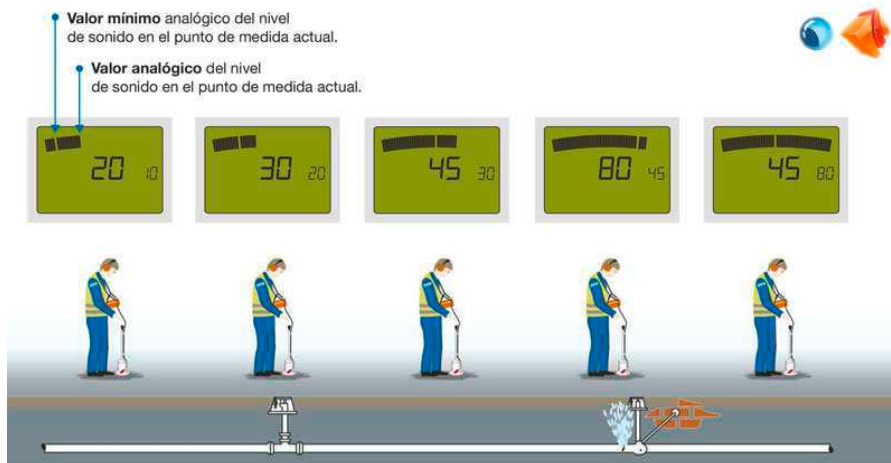 Valor mínimo analógico del nivel
de sonido en el punto de medida actual.
Valor analógico del nivel
de sonido en el punto de medida actual.
20 10
30 20
45 30
80 45
45 80